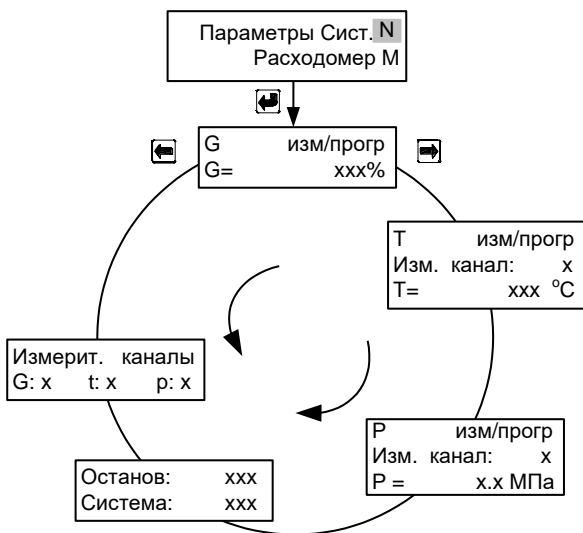 Параметры Сист. N
Расходомер M
G изм/прогр
G= xxx%
T изм/прогр
Изм. канал: x
T= xxx °C
Измерит. каналы
G: x t: x p: x
P изм/прогр
Изм. канал: x
P = x.x МПа
Останов: xxx
Система: xxx